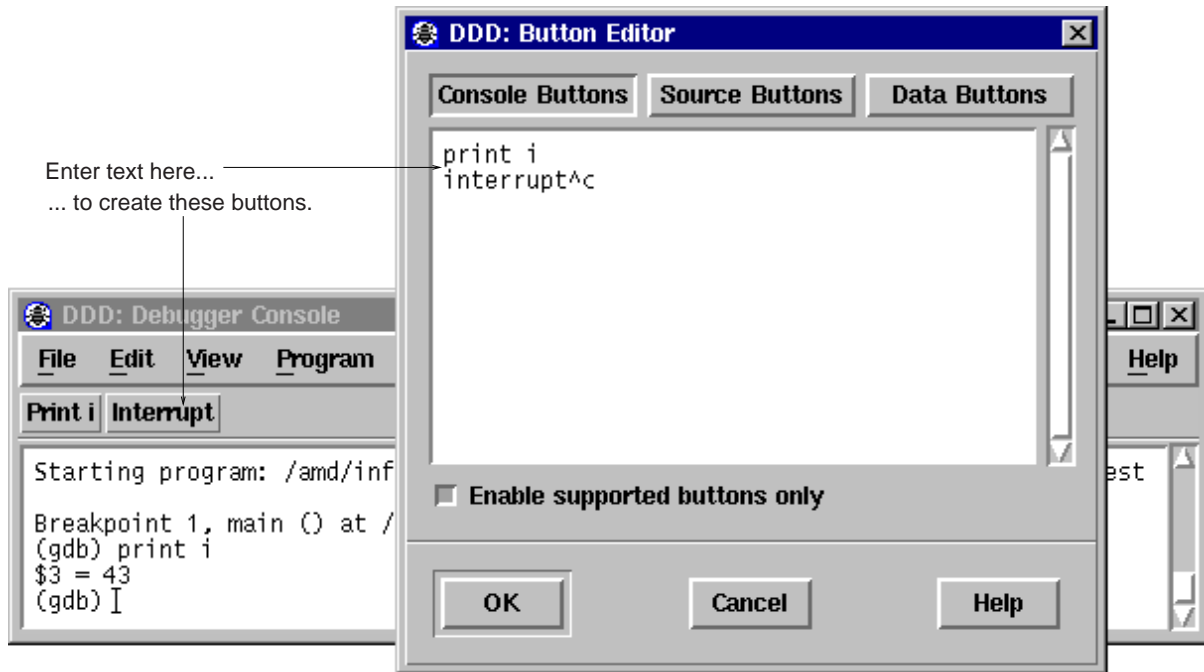 DDD: Button Editor
Console Buttons Source Buttons Data Buttons
print i
interrupt^c
Enter text here...
... to create these buttons.
DDD: Debugger Console
File Edit View Program Help
Print i Interrupt
Starting program: /amd/inf est
Breakpoint 1, main () at /
(gdb) print i
$3 = 43
(gdb)
Enable supported buttons only
OK Cancel Help